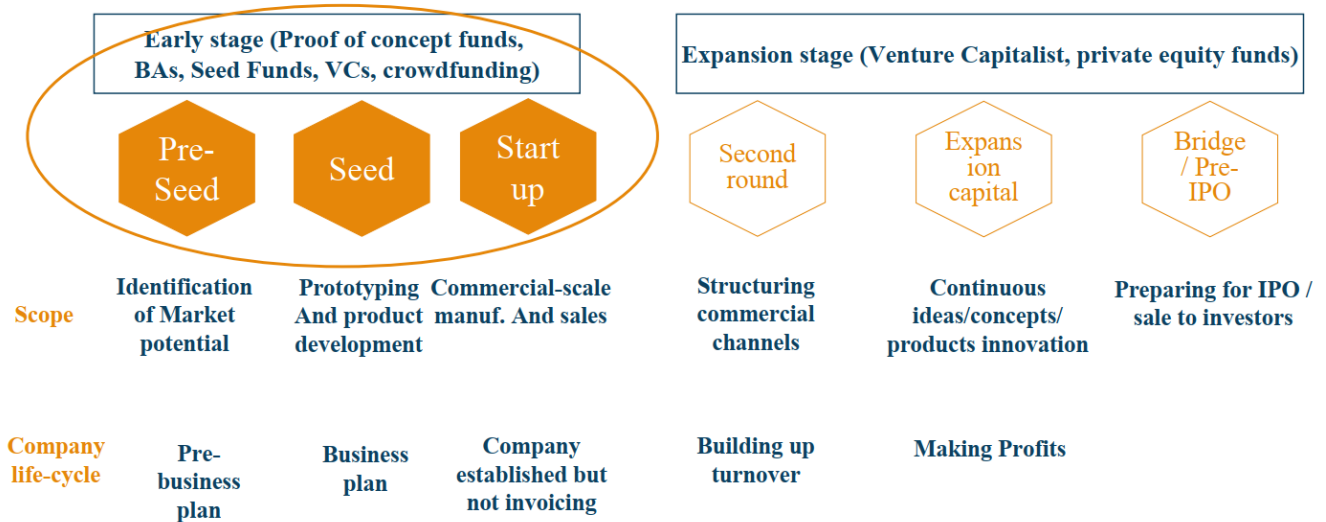 Early stage (Proof of concept funds,
BAs, Seed Funds, VCs, crowdfunding)
Expansion stage (Venture Capitalist, private equity funds)
Pre-
Seed
Seed
Start
up
Second
round
Expans
ion
capital
Bridge
/ Pre-
IPO
Scope
Identification
of Market
potential
Prototyping
And product
development
Commercial-scale
manuf. And sales
Structuring
commercial
channels
Continuous
ideas/concepts/
products innovation
Preparing for IPO /
sale to investors
Company
life-cycle
Pre-
business
plan
Business
plan
Company
established but
not invoicing
Building up
turnover
Making Profits